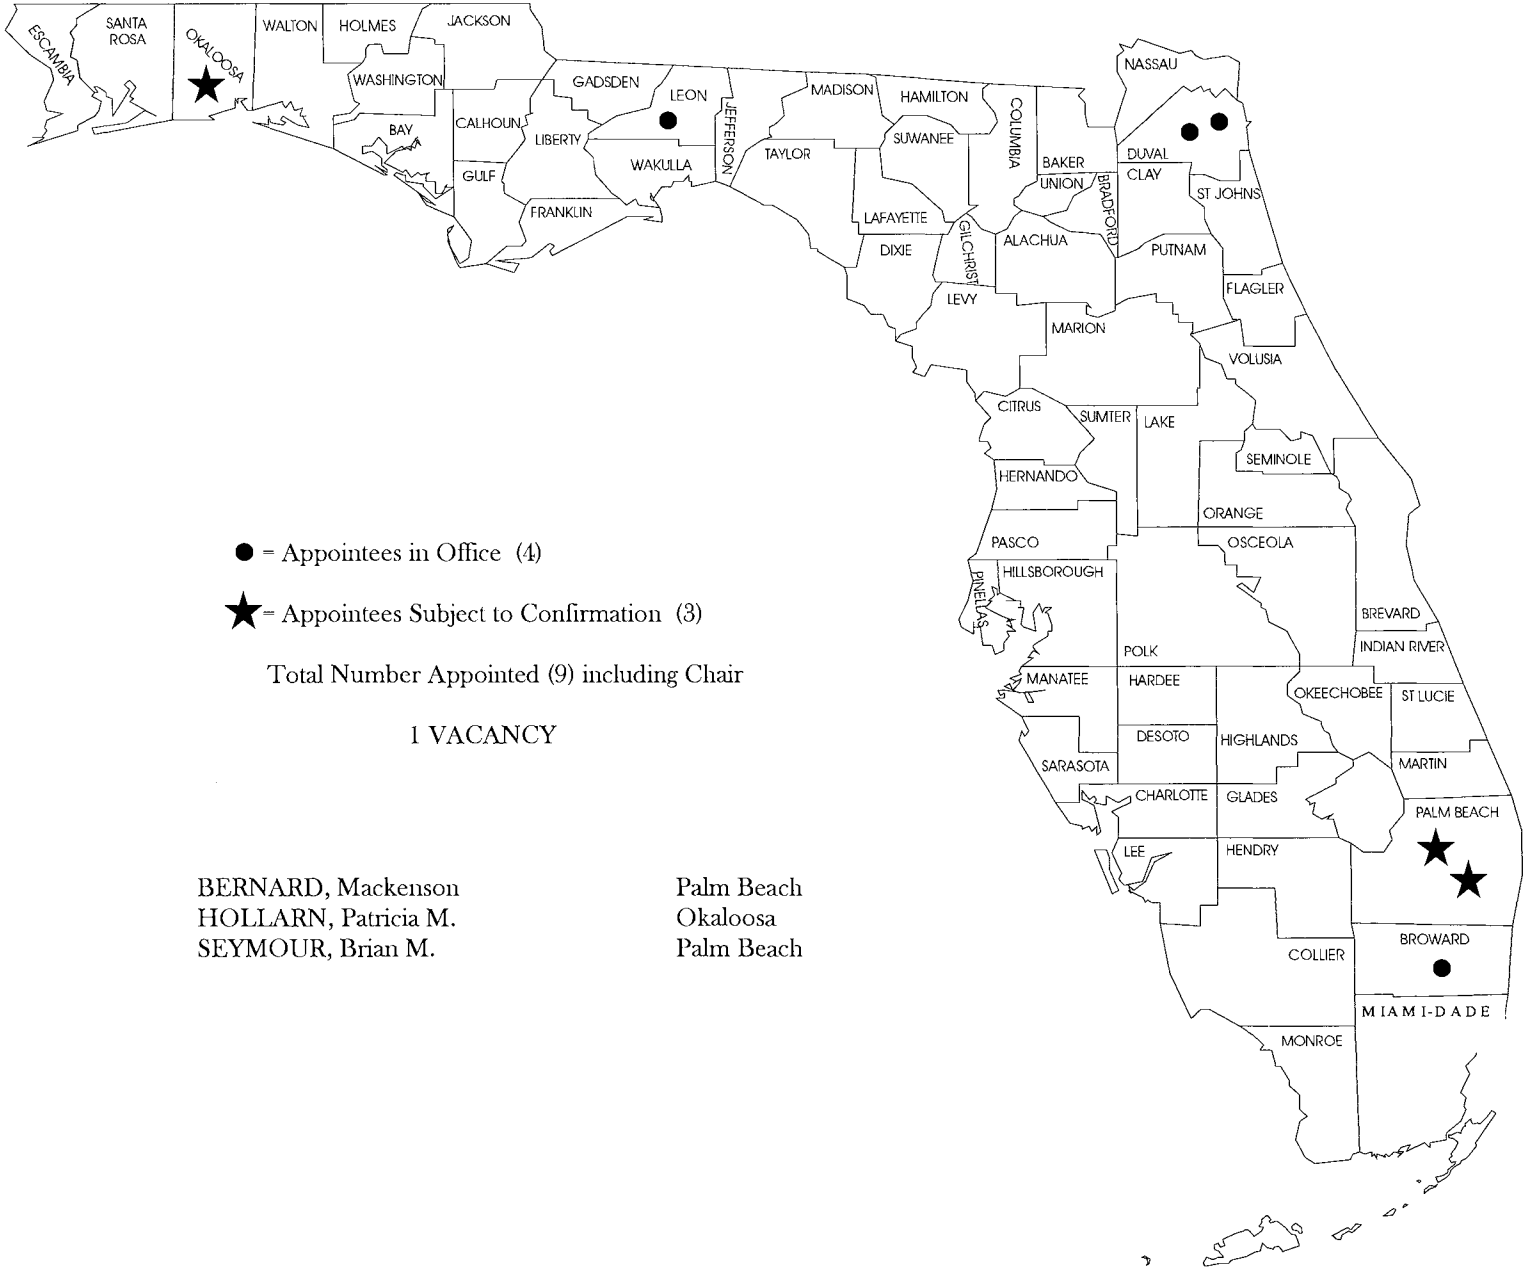 ESCAMBIA
SANTA
ROSA
OKALOOSA
WALTON
HOLMES
JACKSON
WASHINGTON
BAY
CALHOUN
GULF
GADSDEN
LIBERTY
FRANKLIN
LEON
WAKULLA
JEFFERSON
MADISON
TAYLOR
HAMILTON
SUWANEE
LAFAYETTE
DIXIE
COLUMBIA
GILCHRIST
BAKER
UNION
BRADFORD
ALACHUA
LEVY
NASSAU
DUVAL
CLAY
ST JOHNS
PUTNAM
FLAGLER
MARION
VOLUSIA
CITRUS
SUMTER
LAKE
SEMINOLE
HERNANDO
ORANGE
PASCO
OSCEOLA
PINELLAS
HILLSBOROUGH
BREVARD
POLK
INDIAN RIVER
MANATEE
HARDEE
OKEECHOBEE
ST LUCIE
DESOTO
HIGHLANDS
SARASOTA
MARTIN
CHARLOTTE
GLADES
PALM BEACH
LEE
HENDRY
BROWARD
COLLIER
MIAMI-DADE
MONROE
= Appointees in Office (4)
= Appointees Subject to Confirmation (3)
Total Number Appointed (9) including Chair
1 VACANCY
BERNARD, Mackenson Palm Beach
HOLLARN, Patricia M. Okaloosa
SEYMOUR, Brian M. Palm Beach